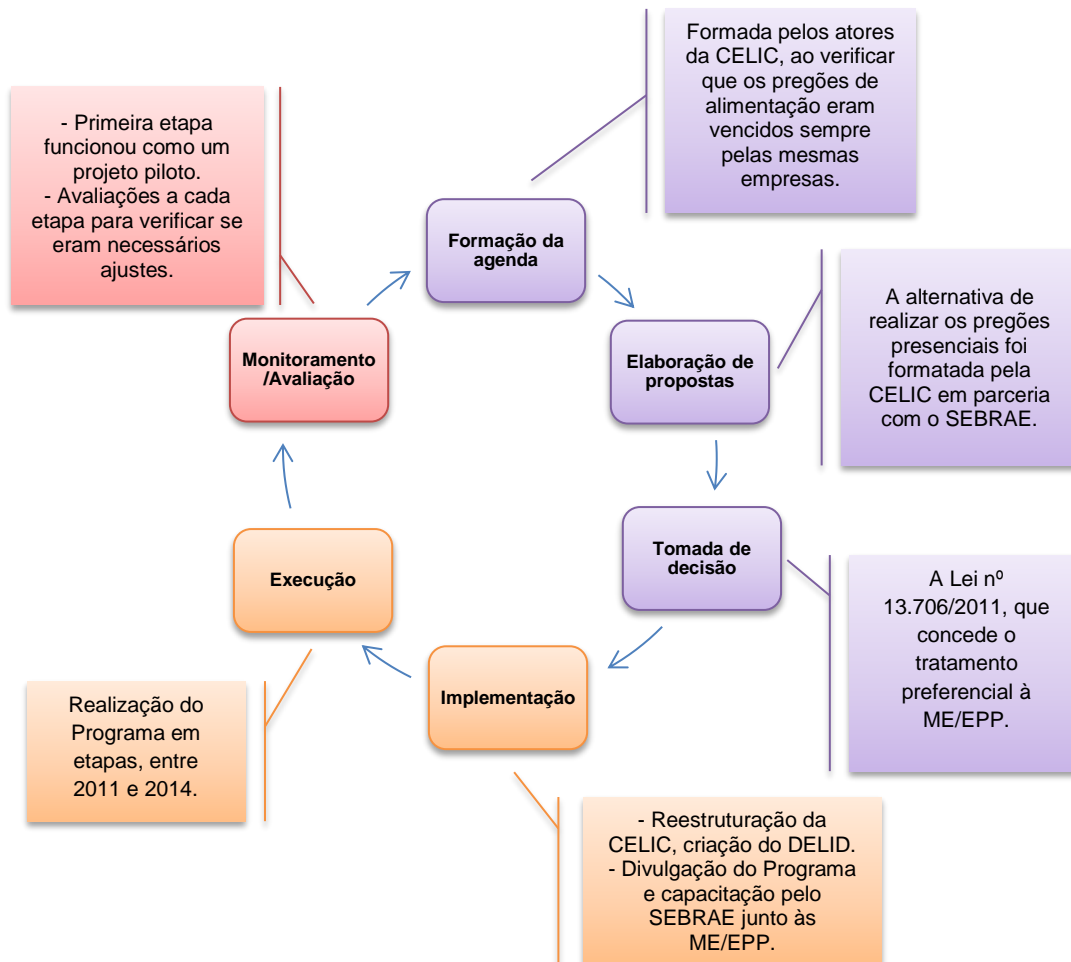 Formada pelos atores
da CELIC, ao verificar
que os pregões de
alimentação eram
vencidos sempre
pelas mesmas
empresas.
- Primeira etapa
funcionou como um
projeto piloto.
- Avaliações a cada
etapa para verificar se
eram necessários
ajustes.
Formação da
agenda
A alternativa de
realizar os pregões
presenciais foi
formatada pela
CELIC em parceria
com o SEBRAE.
Elaboração de
propostas
Monitoramento
/Avaliação
Tomada de
decisão
A Lei nº
13.706/2011, que
concede o
tratamento
preferencial à
ME/EPP.
Execução
Implementação
Realização do
Programa em
etapas, entre
2011 e 2014.
- Reestruturação da
CELIC, criação do DELID.
- Divulgação do Programa
e capacitação pelo
SEBRAE junto às
ME/EPP.